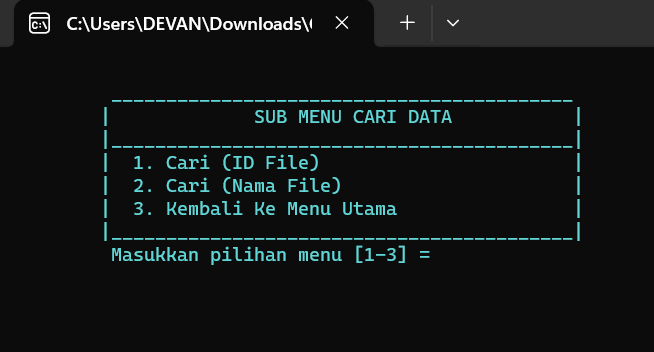 C:\Users\DEVAN\Downloads\
SUB MENU CARI DATA
1. Cari (ID File)
2. Cari (Nama File)
3. Kembali Ke Menu Utama
Masukkan pilihan menu [1-3] =